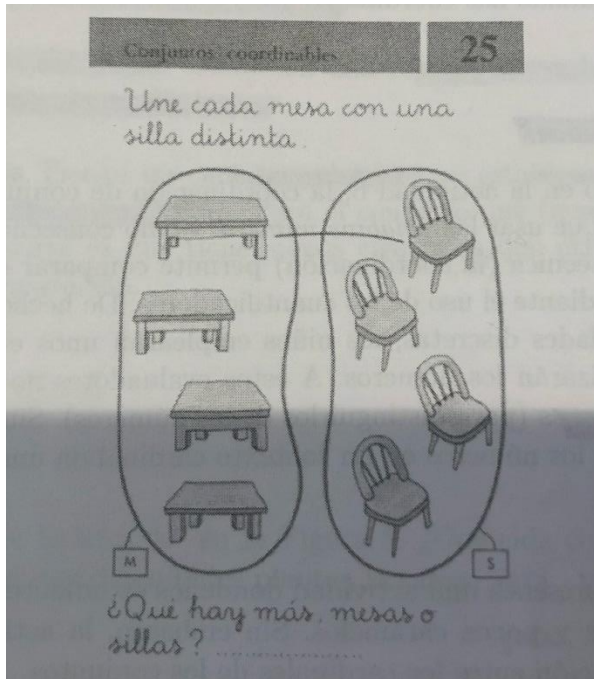 Conjuntos coordinables
25
Une cada mesa con una
silla distinta.
M
S
¿Qué hay más, mesas o
sillas? ..................